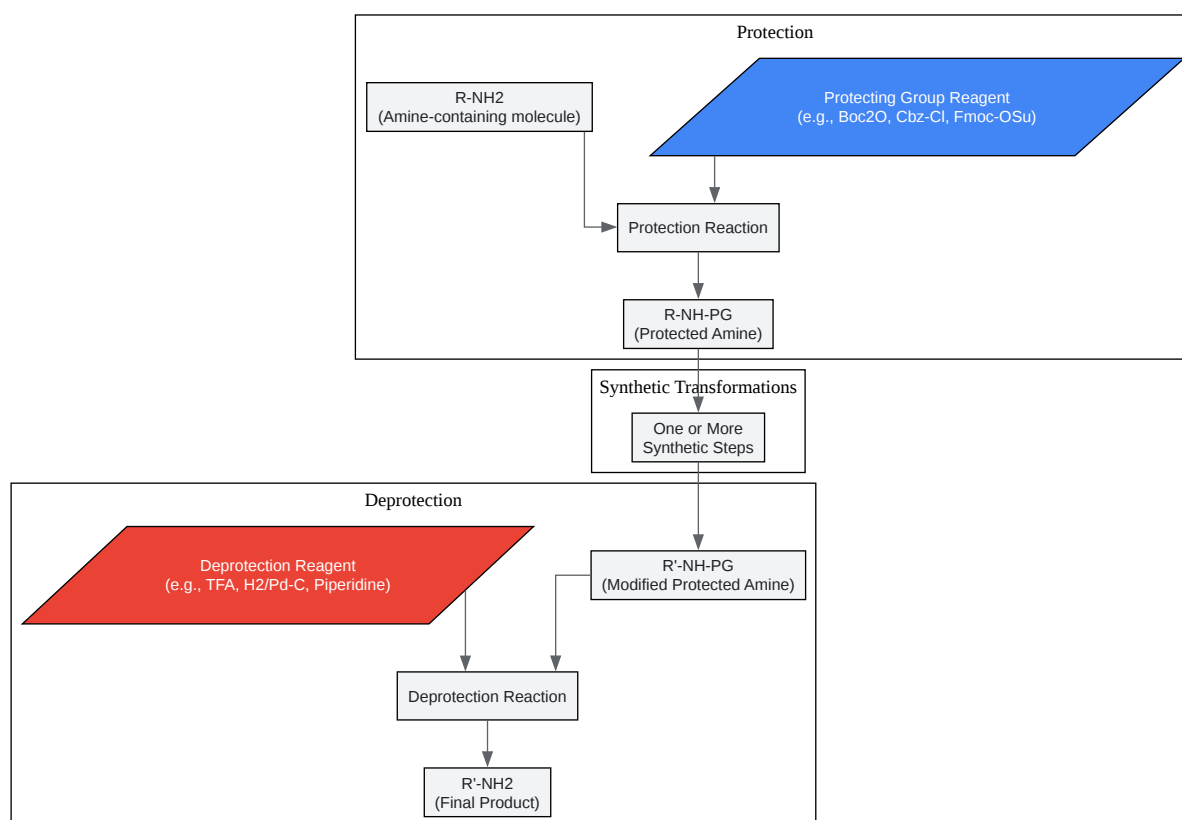 Protection
R-NH2
(Amine-containing molecule)
Protecting Group Reagent
(e.g., Boc2O, Cbz-Cl, Fmoc-OSu)
Protection Reaction
R-NH-PG
(Protected Amine)
Synthetic Transformations
One or More
Synthetic Steps
Deprotection
Deprotection Reagent
(e.g., TFA, H2/Pd-C, Piperidine)
R'-NH-PG
(Modified Protected Amine)
Deprotection Reaction
R'-NH2
(Final Product)